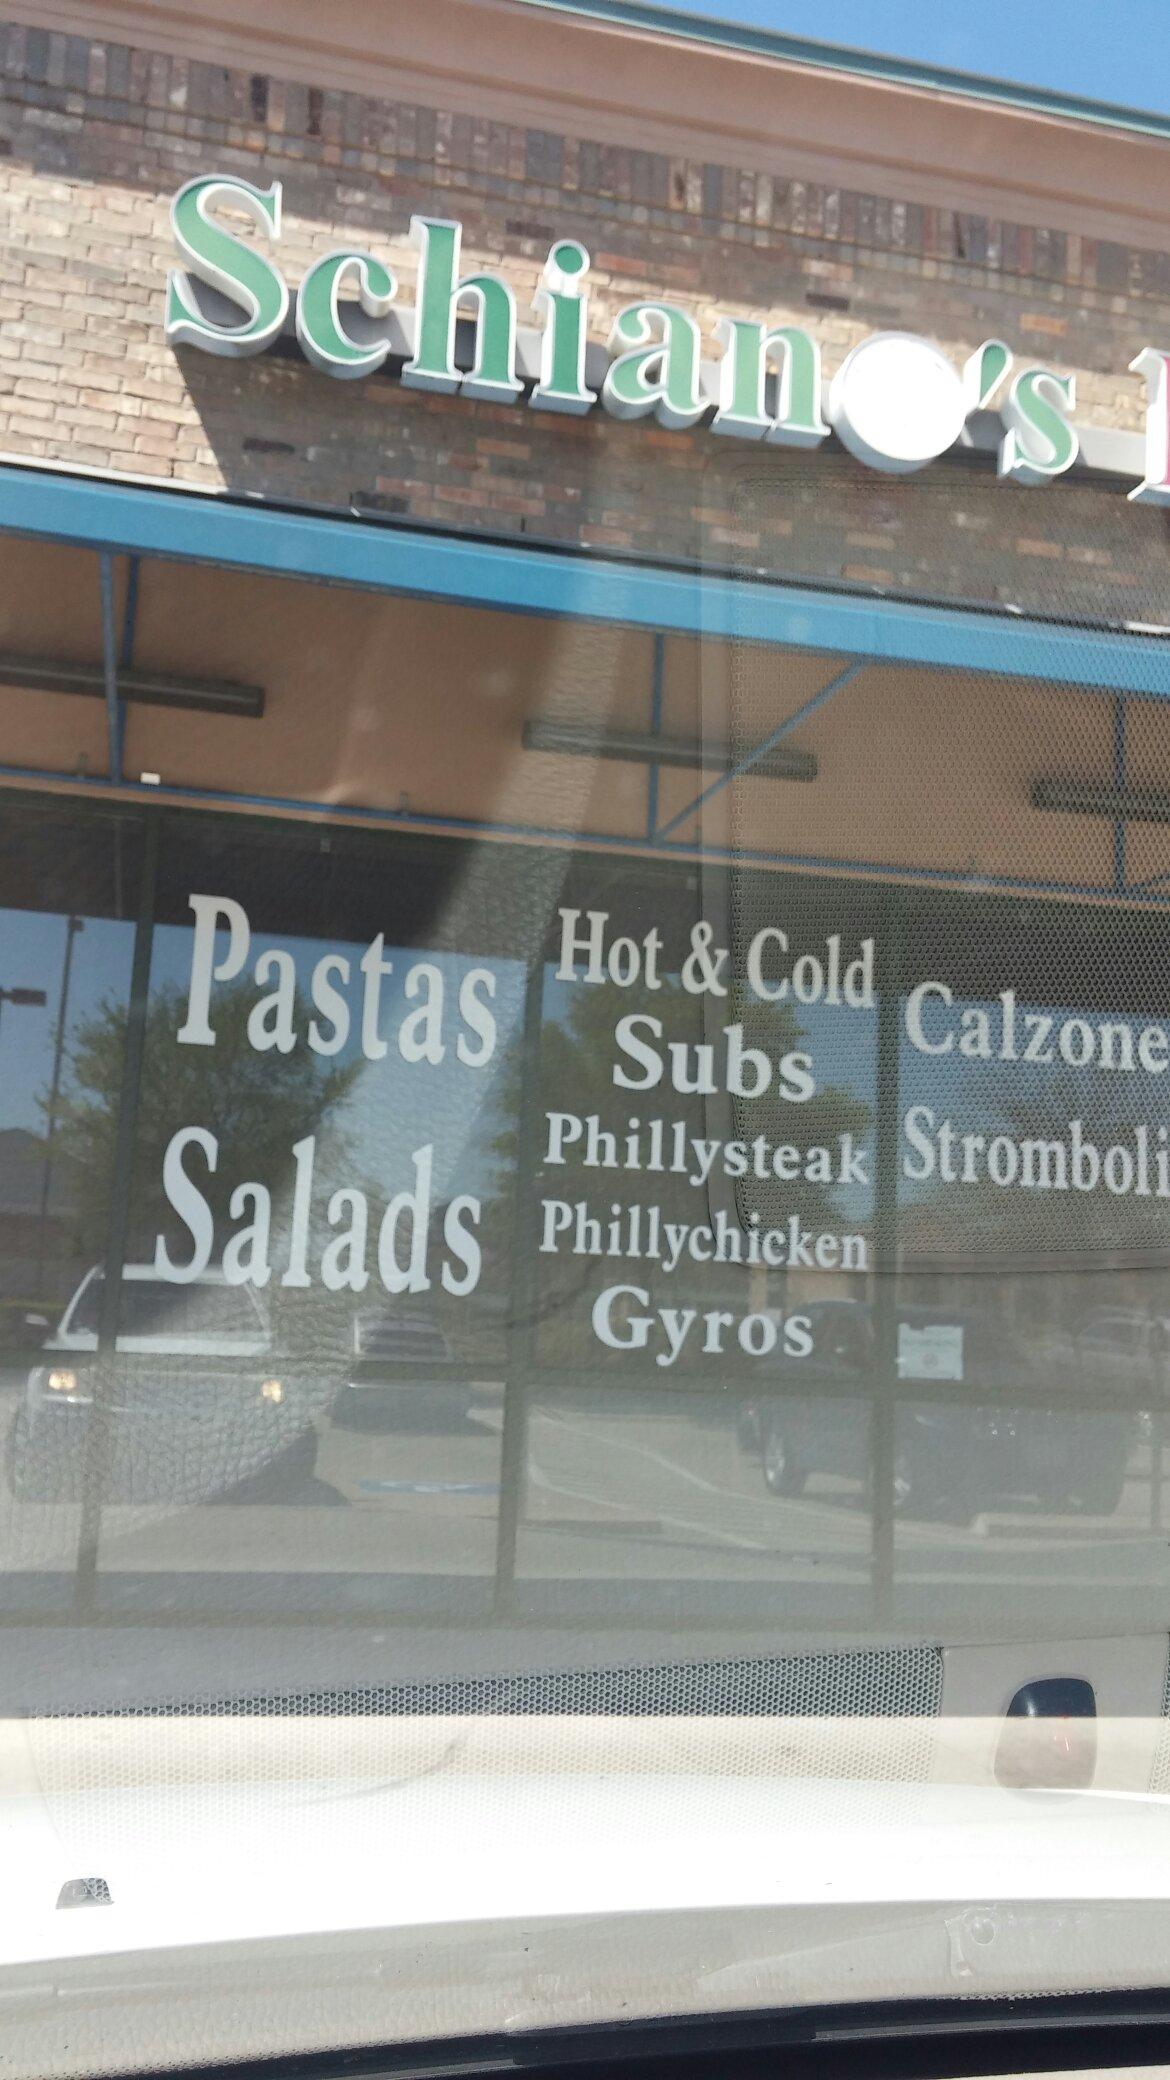 Schiano's
Pastas
Salads
Hot & Cold
Subs
Phillysteak
Phillychicken
Gyros
Calzone
Stromboli